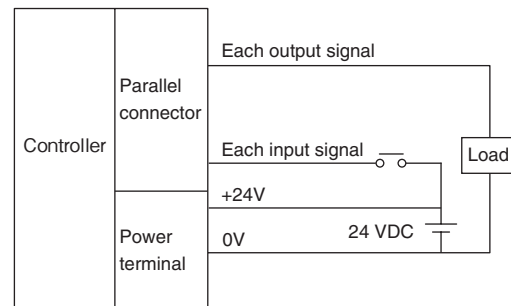 Each output signal
Parallel
connector
Controller
Each input signal
Load
+24V
Power
terminal
0V
24 VDC